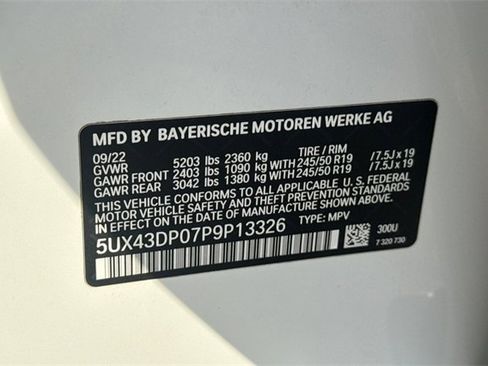 MFD BY BAYERISCHE MOTOREN WERKE AG
09/22 5203 lbs 2360 kg TIRE / RIM
GVWR
GAWR FRONT 2403 lbs 1090 kg WITH 245/50 R19 /7.5J x 19
GAWR REAR 3042 lbs 1380 kg WITH 245/50 R19 /7.5J x 19
THIS VEHICLE CONFORMS TO ALL APPLICABLE U.S. FEDERAL
MOTOR VEHICLE SAFETY STANDARDS IN EFFECT
ON THE DATE OF MANUFACTURE SHOWN ABOVE.
5UX43DP07P9P13326 TYPE: MPV
300U
7 320 730